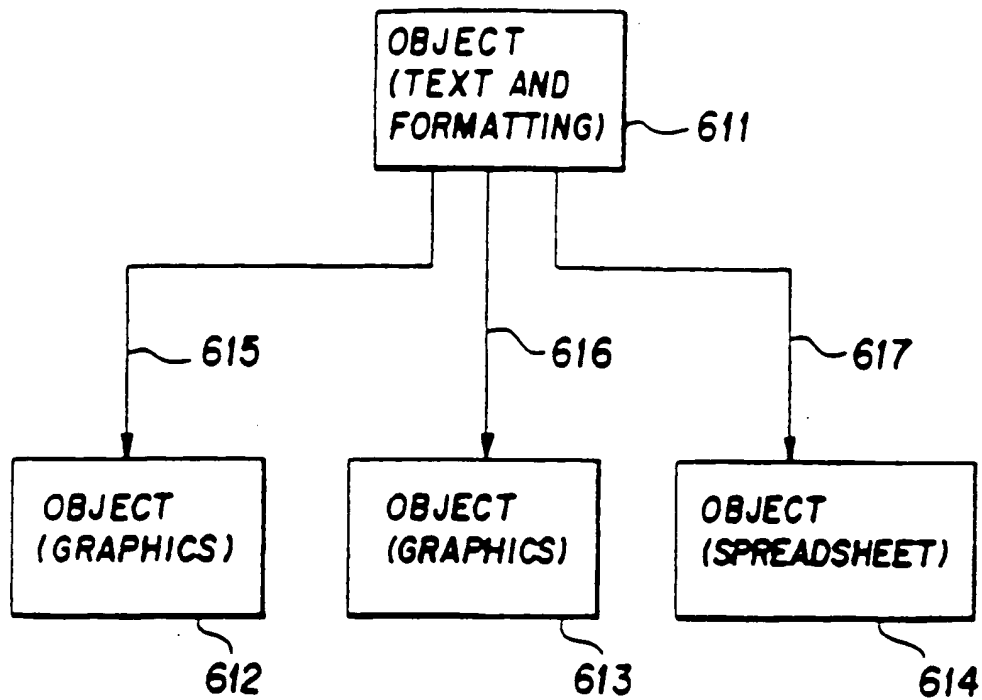 OBJECT
(TEXT AND
FORMATTING)
611
615
616
617
OBJECT
(GRAPHICS)
OBJECT
(GRAPHICS)
OBJECT
(SPREADSHEET)
612
613
614